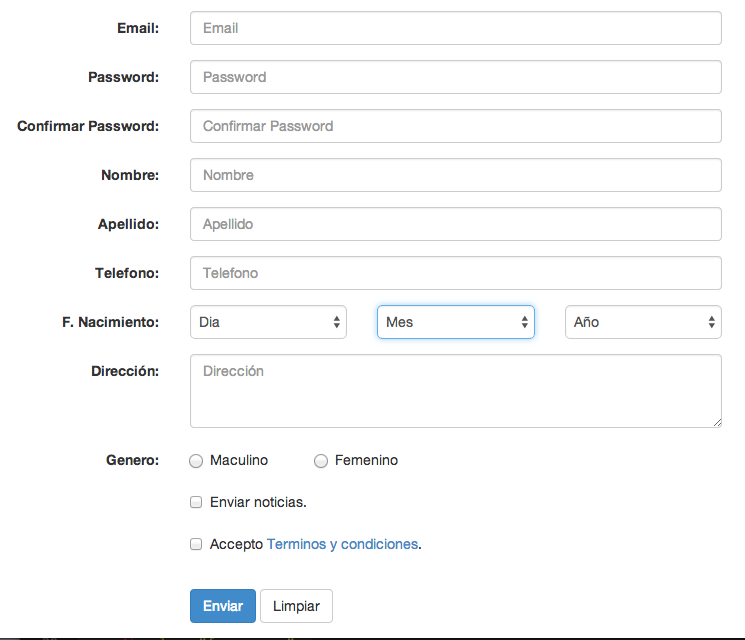 Email: Email
Password: Password
Confirmar Password: Confirmar Password
Nombre: Nombre
Apellido: Apellido
Telefono: Telefono
F. Nacimiento: Dia Mes Año
Dirección: Dirección
Genero: Maculino Femenino
Enviar noticias.
Accepto Terminos y condiciones.
Enviar Limpiar